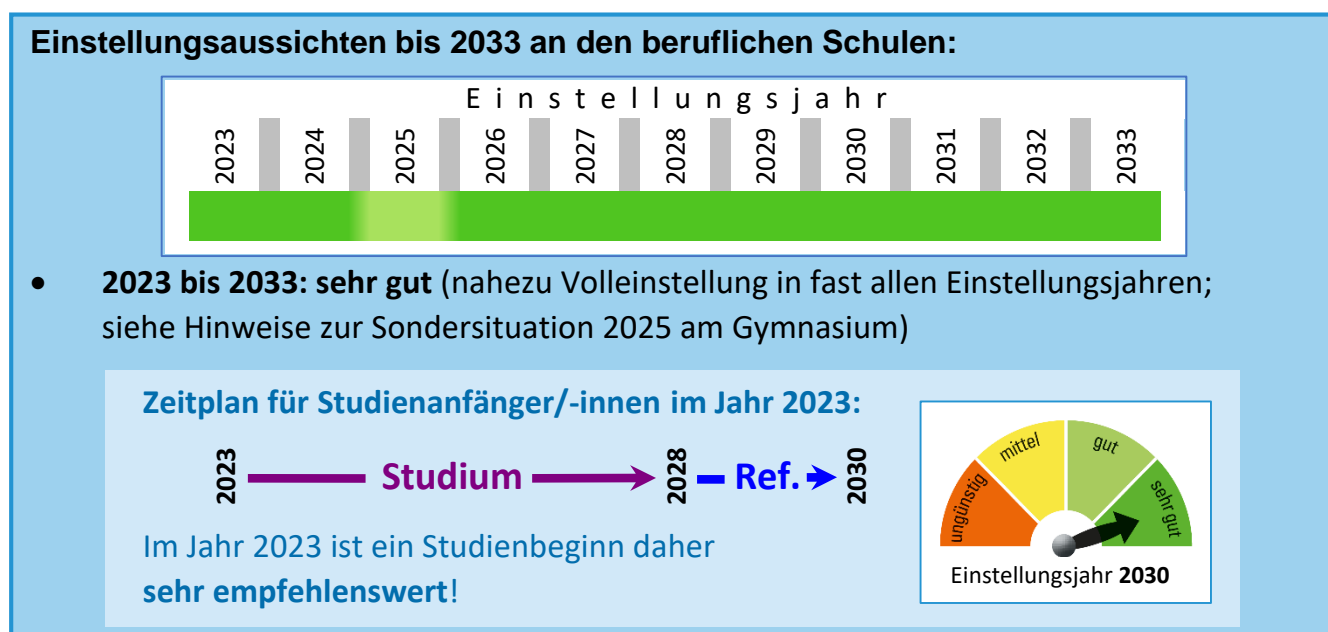 Einstellungsaussichten bis 2033 an den beruflichen Schulen:
Einstellungsjahr
2023 2024 2025 2026 2027 2028 2029 2030 2031 2032 2033
• 2023 bis 2033: sehr gut (nahezu Volleinstellung in fast allen Einstellungsjahren;
siehe Hinweise zur Sondersituation 2025 am Gymnasium)
Zeitplan für Studienanfänger/-innen im Jahr 2023:
2023 Studium 2028 Ref. 2030
Im Jahr 2023 ist ein Studienbeginn daher
sehr empfehlenswert!
ungünstig
mittel
gut
sehr gut
Einstellungsjahr 2030